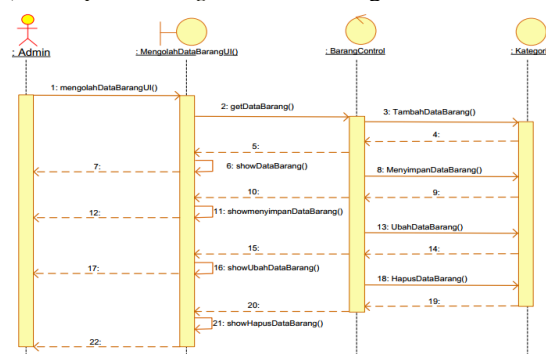 : Admin
: MengolahDataBarangUI()
: BarangControl
: Kategori
1: mengolahDataBarangUI()
2: getDataBarang()
3: TambahDataBarang()
4:
5:
6: showDataBarang()
7:
8: MenyimpanDataBarang()
9:
10:
11: showmenyimpanDataBarang()
12:
13: UbahDataBarang()
14:
15:
16: showUbahDataBarang()
17:
18: HapusDataBarang()
19:
20:
21: showHapusDataBarang()
22: